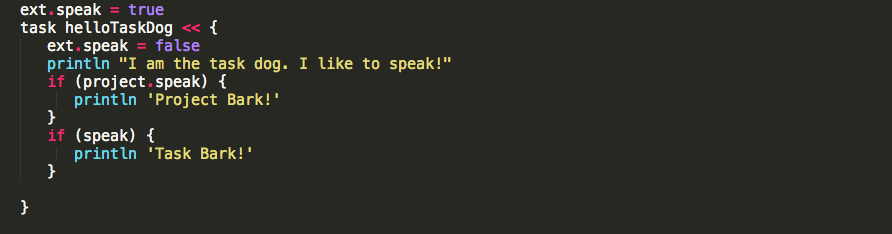 ext.speak = true
task helloTaskDog << {
ext.speak = false
println "I am the task dog. I like to speak!"
if (project.speak) {
println 'Project Bark!'
}
if (speak) {
println 'Task Bark!'
}
}